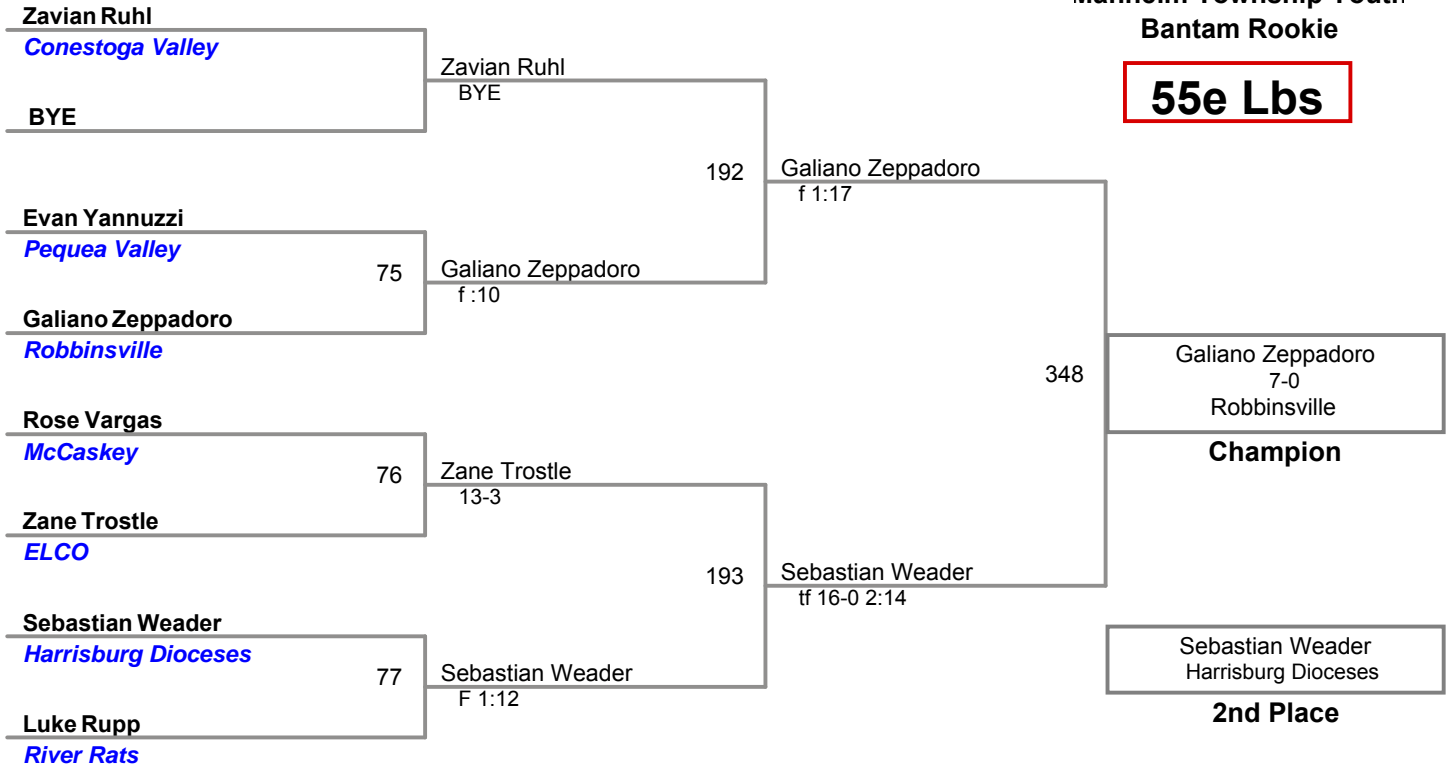 Manheim Township Youth
Bantam Rookie
55e Lbs
Zavian Ruhl
Conestoga Valley
BYE
Evan Yannuzzi
Pequea Valley
Galiano Zeppadoro
Robbinsville
Rose Vargas
McCaskey
Zane Trostle
ELCO
Sebastian Weader
Harrisburg Dioceses
Luke Rupp
River Rats
Zavian Ruhl
BYE
75
Galiano Zeppadoro
f :10
76
Zane Trostle
13-3
77
Sebastian Weader
F 1:12
192
Galiano Zeppadoro
f 1:17
193
Sebastian Weader
tf 16-0 2:14
348
Galiano Zeppadoro
7-0
Robbinsville
Champion
Sebastian Weader
Harrisburg Dioceses
2nd Place